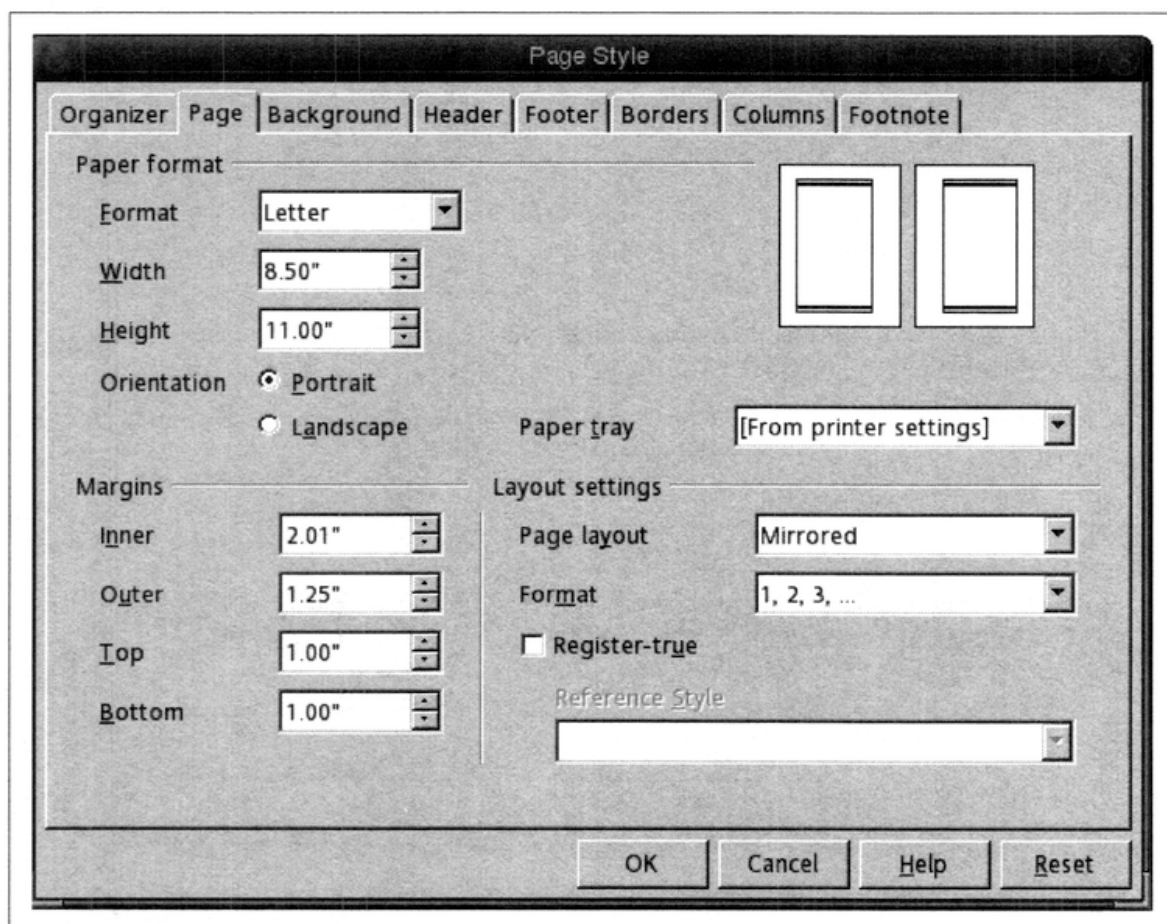 Page Style
Organizer Page Background Header Footer Borders Columns Footnote
Paper format
Format Letter
Width 8.50"
Height 11.00"
Orientation Portrait
Landscape
Paper tray [From printer settings]
Margins
Inner 2.01"
Outer 1.25"
Top 1.00"
Bottom 1.00"
Layout settings
Page layout Mirrored
Format 1, 2, 3, ...
Register-true
Reference Style
OK Cancel Help Reset